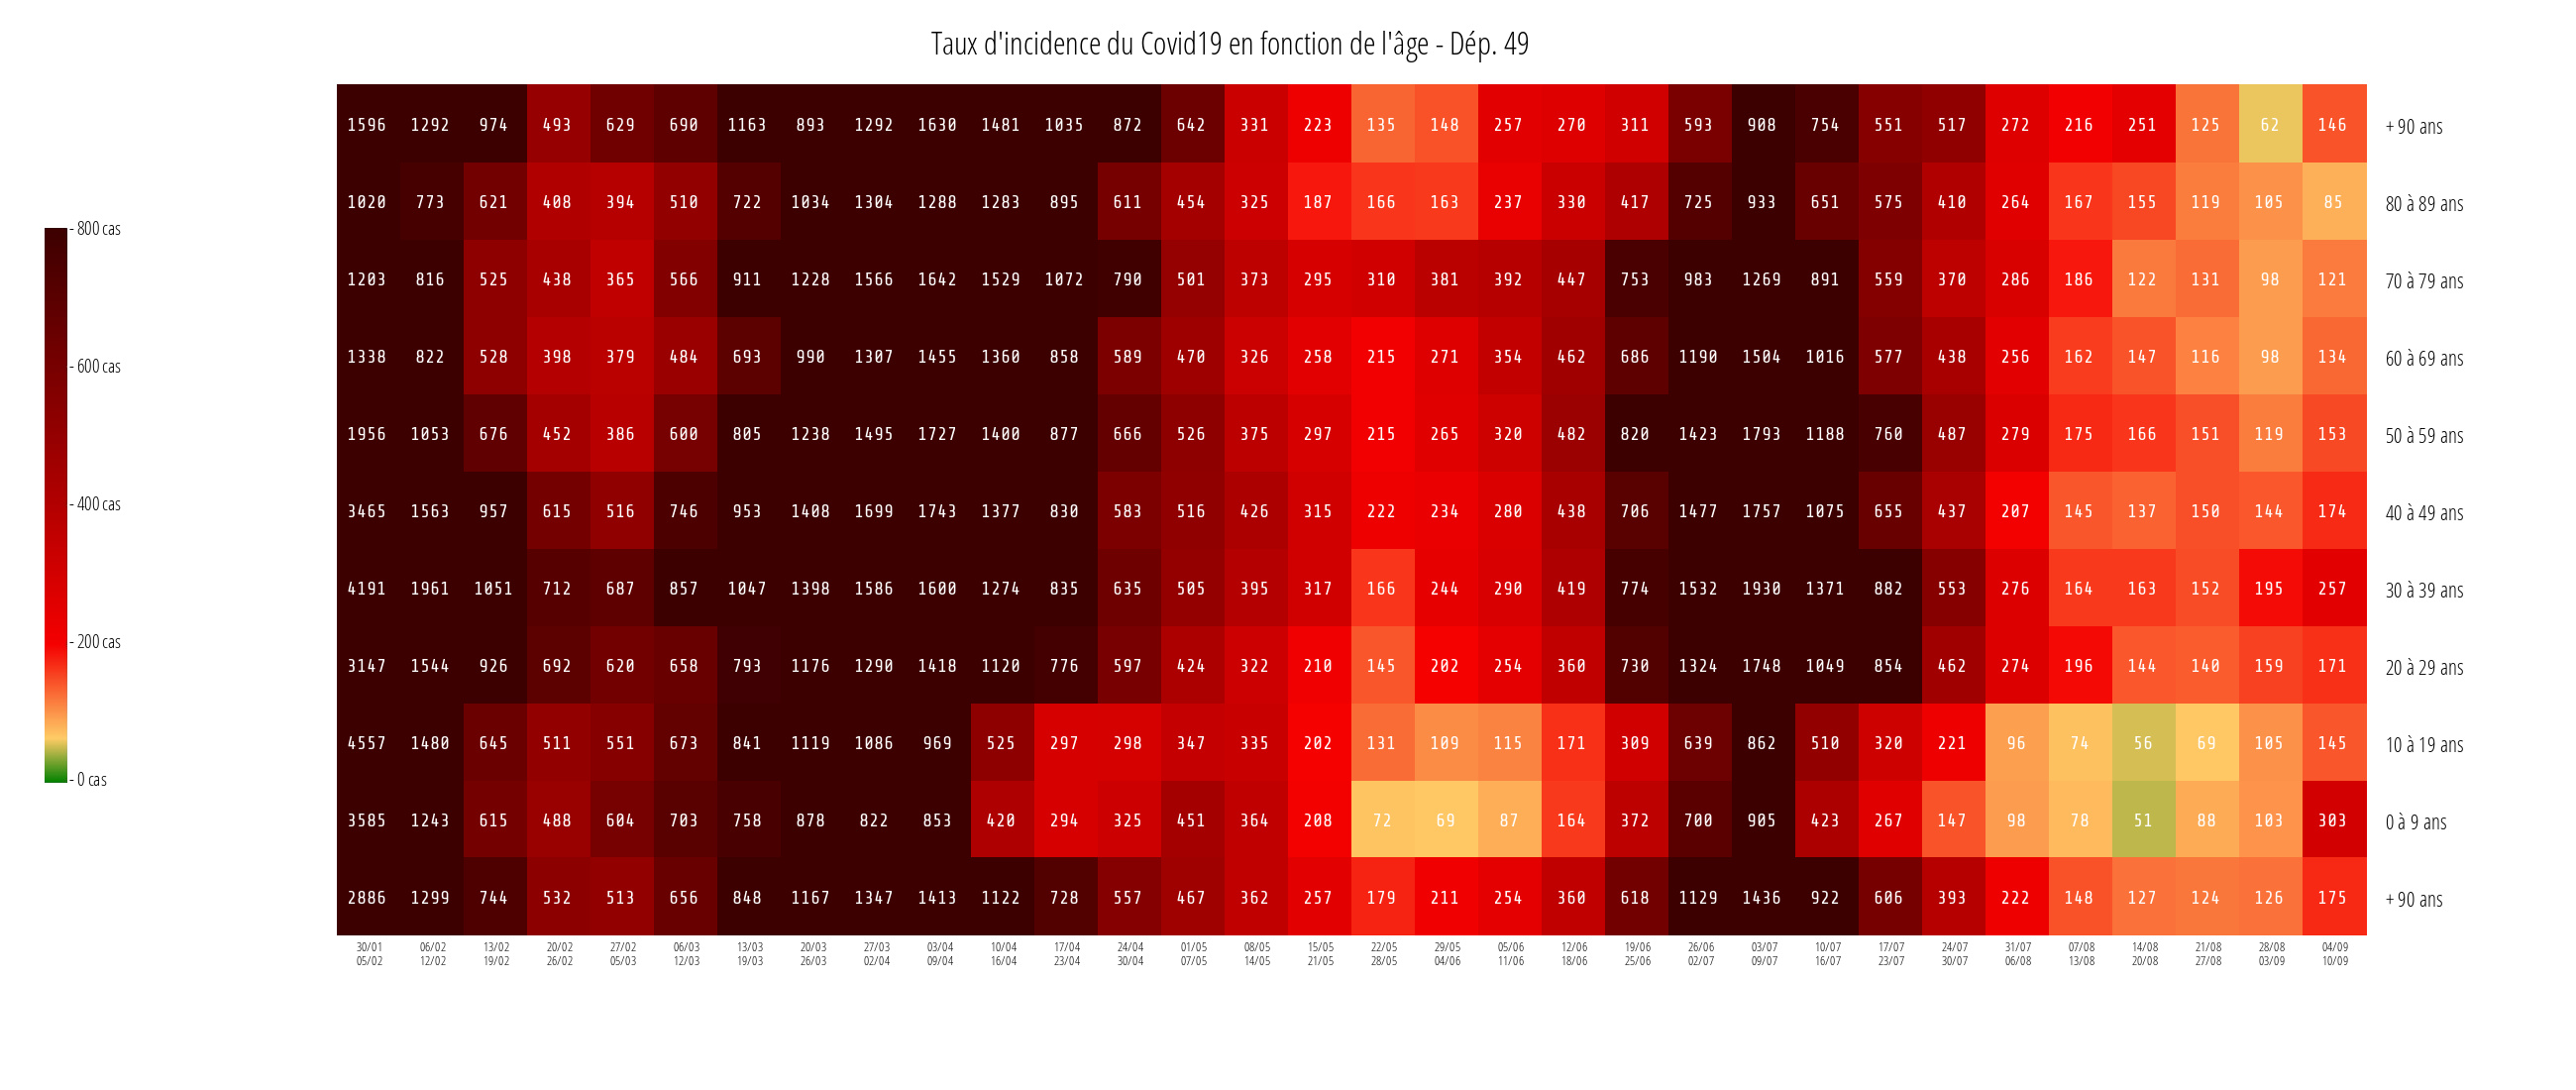 Taux d'incidence du Covid19 en fonction de l'âge - Dép. 49
1596 1292 974 493 629 690 1163 893 1292 1630 1481 1035 872 642 331 223 135 148 257 270 311 593 908 754 551 517 272 216 251 125 62 146 + 90 ans
1020 773 621 408 394 510 722 1034 1304 1288 1283 895 611 454 325 187 166 163 237 330 417 725 933 651 575 410 264 167 155 119 105 85 80 à 89 ans
- 800 cas
1203 816 525 438 365 566 911 1228 1566 1642 1529 1072 790 501 373 295 310 381 392 447 753 983 1269 891 559 370 286 186 122 131 98 121 70 à 79 ans
1338 822 528 398 379 484 693 990 1307 1455 1360 858 589 470 326 258 215 271 354 462 686 1190 1504 1016 577 438 256 162 147 116 98 134 60 à 69 ans
- 600 cas
1956 1053 676 452 386 600 805 1238 1495 1727 1400 877 666 526 375 297 215 265 320 482 820 1423 1793 1188 760 487 279 175 166 151 119 153 50 à 59 ans
- 400 cas
3465 1563 957 615 516 746 953 1408 1699 1743 1377 830 583 516 426 315 222 234 280 438 706 1477 1757 1075 655 437 207 145 137 150 144 174 40 à 49 ans
4191 1961 1051 712 687 857 1047 1398 1586 1600 1274 835 635 505 395 317 166 244 290 419 774 1532 1930 1371 882 553 276 164 163 152 195 257 30 à 39 ans
- 200 cas
3147 1544 926 692 620 658 793 1176 1290 1418 1120 776 597 424 322 210 145 202 254 360 730 1324 1748 1049 854 462 274 196 144 140 159 171 20 à 29 ans
4557 1480 645 511 551 673 841 1119 1086 969 525 297 298 347 335 202 131 109 115 171 309 639 862 510 320 221 96 74 56 69 105 145 10 à 19 ans
- 0 cas
3585 1243 615 488 604 703 758 878 822 853 420 294 325 451 364 208 72 69 87 164 372 700 905 423 267 147 98 78 51 88 103 303 0 à 9 ans
2886 1299 744 532 513 656 848 1167 1347 1413 1122 728 557 467 362 257 179 211 254 360 618 1129 1436 922 606 393 222 148 127 124 126 175 + 90 ans
30/01 06/02 13/02 20/02 27/02 06/03 13/03 20/03 27/03 03/04 10/04 17/04 24/04 01/05 08/05 15/05 22/05 29/05 05/06 12/06 19/06 26/06 03/07 10/07 17/07 24/07 31/07 07/08 14/08 21/08 28/08 04/09
05/02 12/02 19/02 26/02 05/03 12/03 19/03 26/03 02/04 09/04 16/04 23/04 30/04 07/05 14/05 21/05 28/05 04/06 11/06 18/06 25/06 02/07 09/07 16/07 23/07 30/07 06/08 13/08 20/08 27/08 03/09 10/09